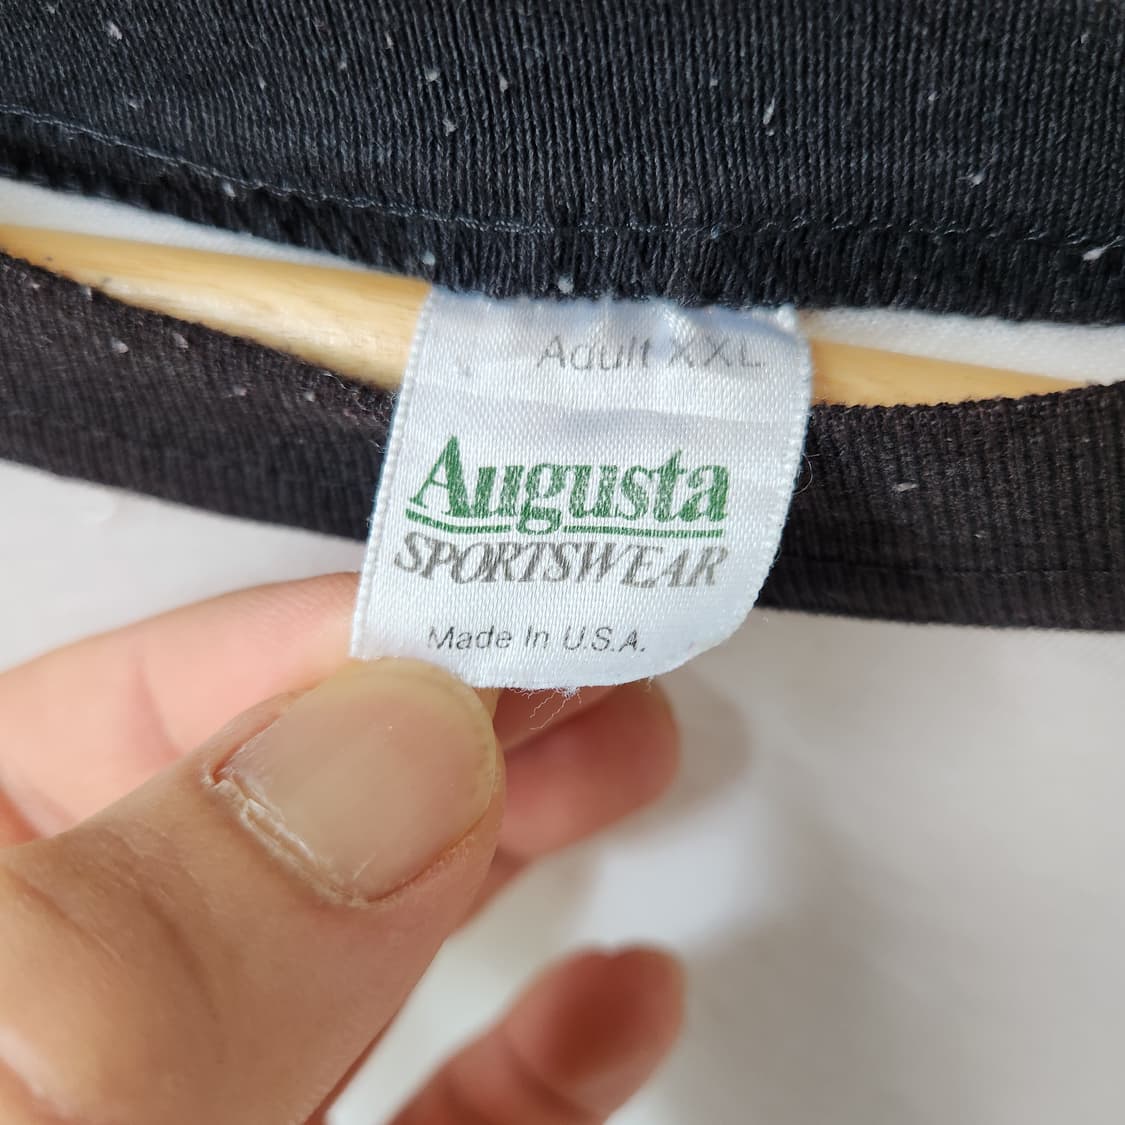 Adult XXL
Augusta
SPORTSWEAR
Made In U.S.A.